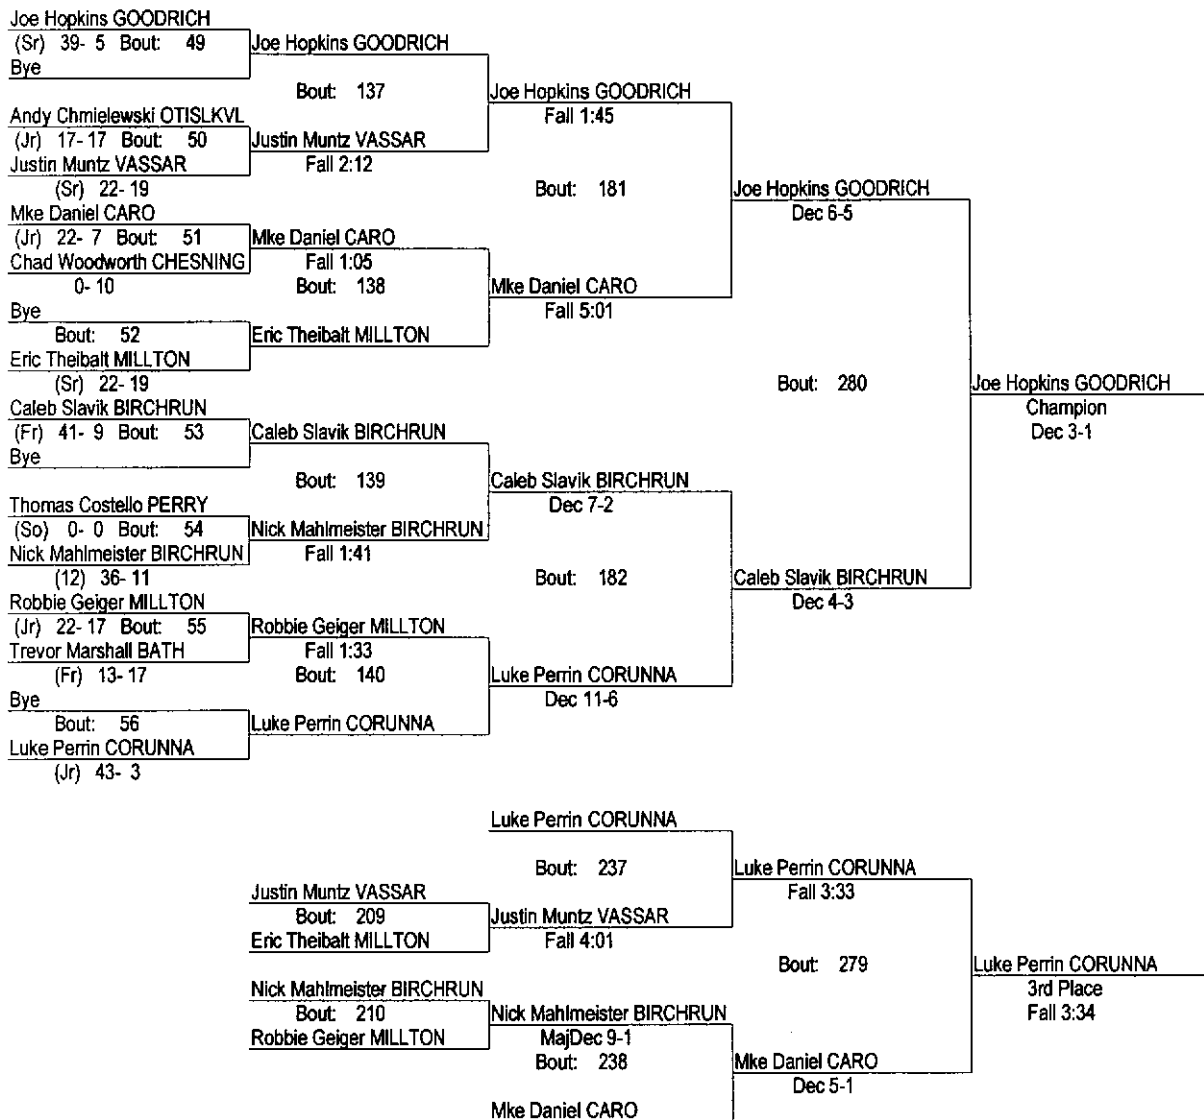 Joe Hopkins GOODRICH
(Sr) 39- 5 Bout: 49
Bye
Joe Hopkins GOODRICH
Bout: 137
Andy Chmielewski OTISLKVL
(Jr) 17- 17 Bout: 50
Justin Muntz VASSAR
(Sr) 22- 19
Justin Muntz VASSAR
Fall 2:12
Joe Hopkins GOODRICH
Fall 1:45
Bout: 181
Mke Daniel CARO
(Jr) 22- 7 Bout: 51
Chad Woodworth CHESNING
0- 10
Mke Daniel CARO
Fall 1:05
Bout: 138
Bye
Bout: 52
Eric Theibalt MILLTON
(Sr) 22- 19
Eric Theibalt MILLTON
Mke Daniel CARO
Fall 5:01
Joe Hopkins GOODRICH
Dec 6-5
Bout: 280
Joe Hopkins GOODRICH
Champion
Dec 3-1
Caleb Slavik BIRCHRUN
(Fr) 41- 9 Bout: 53
Bye
Caleb Slavik BIRCHRUN
Bout: 139
Thomas Costello PERRY
(So) 0- 0 Bout: 54
Nick Mahlmeister BIRCHRUN
(12) 36- 11
Nick Mahlmeister BIRCHRUN
Fall 1:41
Caleb Slavik BIRCHRUN
Dec 7-2
Bout: 182
Robbie Geiger MILLTON
(Jr) 22- 17 Bout: 55
Trevor Marshall BATH
(Fr) 13- 17
Robbie Geiger MILLTON
Fall 1:33
Bout: 140
Bye
Bout: 56
Luke Perrin CORUNNA
(Jr) 43- 3
Luke Perrin CORUNNA
Luke Perrin CORUNNA
Dec 11-6
Caleb Slavik BIRCHRUN
Dec 4-3
Luke Perrin CORUNNA
Bout: 237
Justin Muntz VASSAR
Bout: 209
Eric Theibalt MILLTON
Justin Muntz VASSAR
Fall 4:01
Luke Perrin CORUNNA
Fall 3:33
Bout: 279
Nick Mahlmeister BIRCHRUN
Bout: 210
Robbie Geiger MILLTON
Nick Mahlmeister BIRCHRUN
MajDec 9-1
Bout: 238
Mke Daniel CARO
Mke Daniel CARO
Dec 5-1
Luke Perrin CORUNNA
3rd Place
Fall 3:34